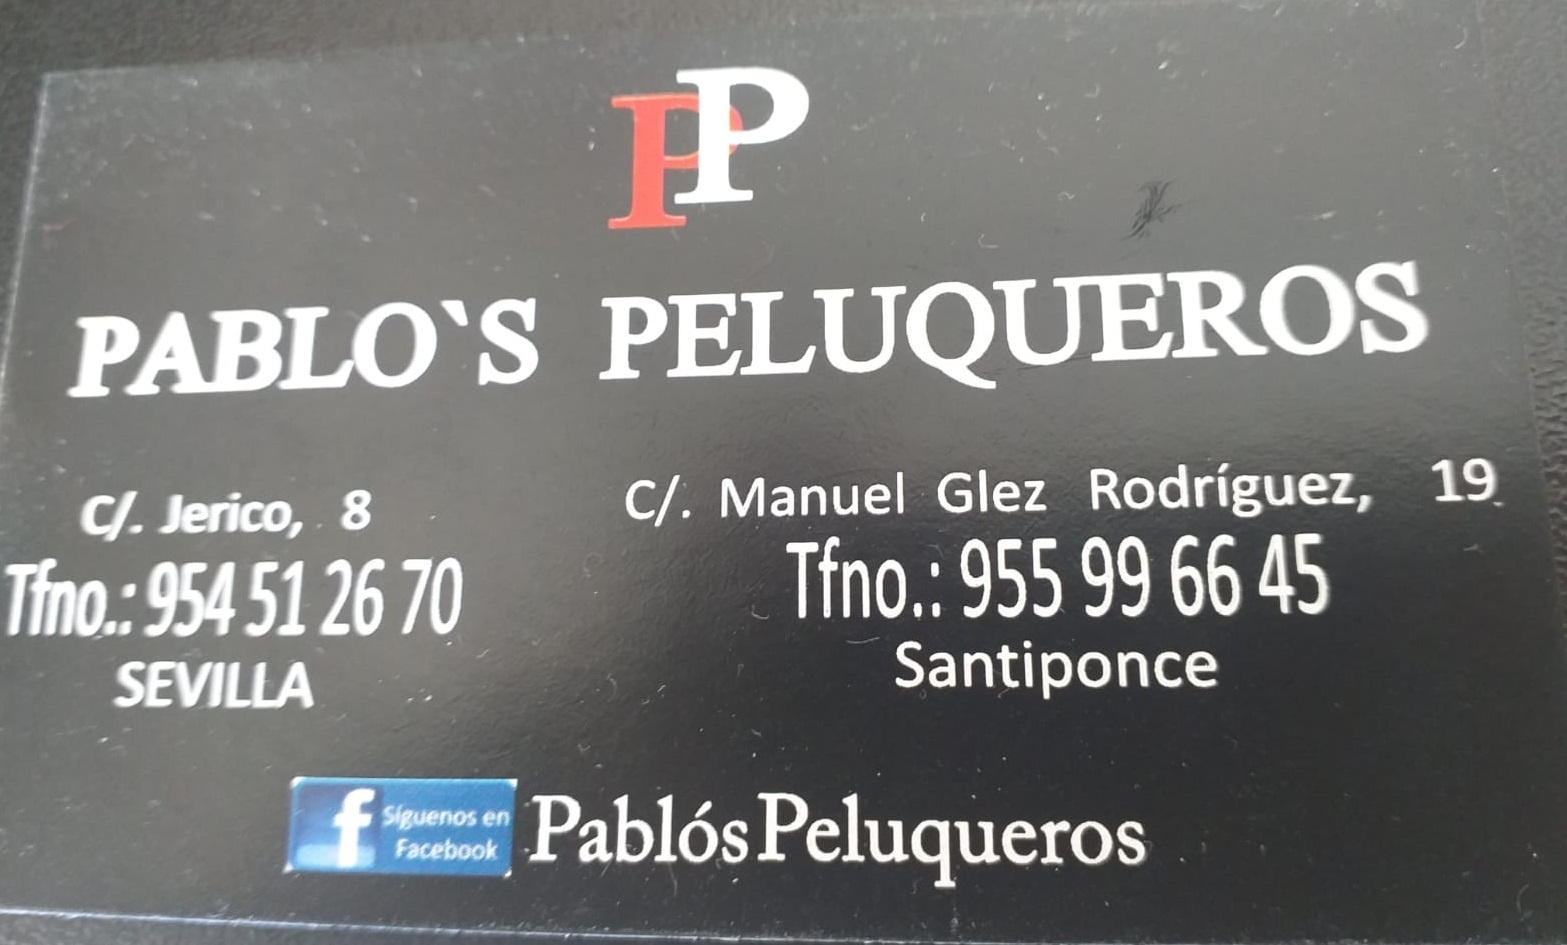 PP
PABLO`S PELUQUEROS
C/. Jerico, 8
Tfno.: 954 51 26 70
SEVILLA
C/. Manuel Glez Rodríguez, 19
Tfno.: 955 99 66 45
Santiponce
f Síguenos en
Facebook
Pablós Peluqueros